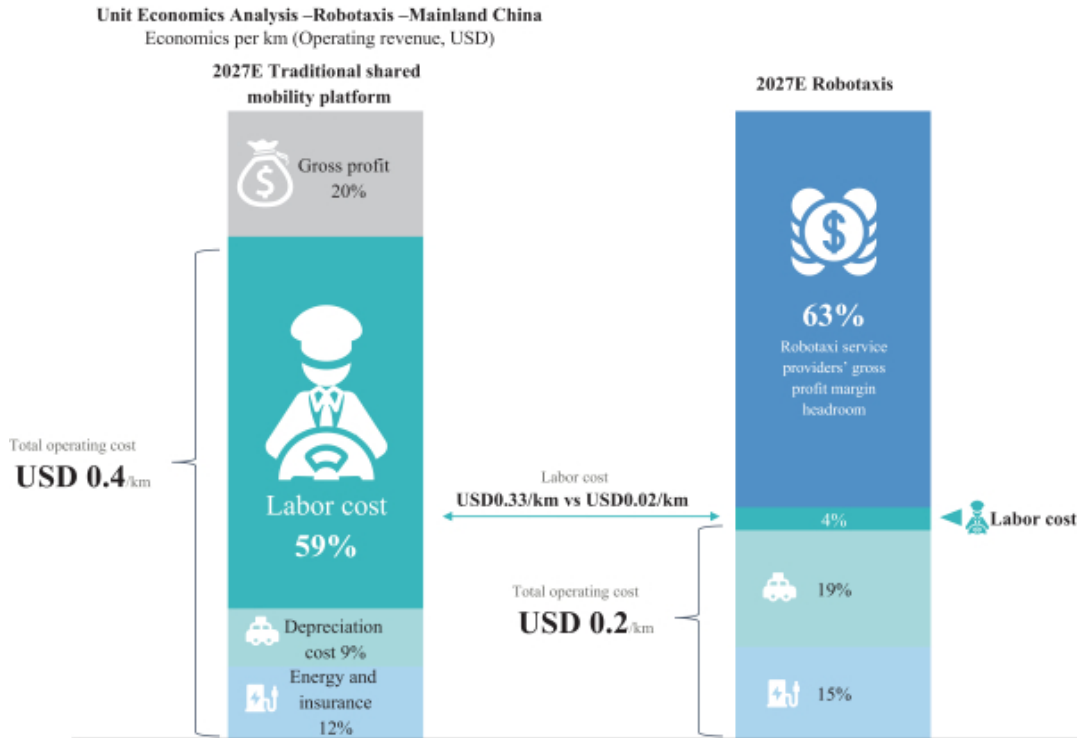 Unit Economics Analysis –Robotaxis –Mainland China
Economics per km (Operating revenue, USD)
2027E Traditional shared
mobility platform
Gross profit
20%
Labor cost
59%
Depreciation
cost 9%
Energy and
insurance
12%
Total operating cost
USD 0.4/km
Labor cost
USD0.33/km vs USD0.02/km
2027E Robotaxis
63%
Robotaxi service
providers' gross
profit margin
headroom
4%
Labor cost
19%
15%
Total operating cost
USD 0.2/km